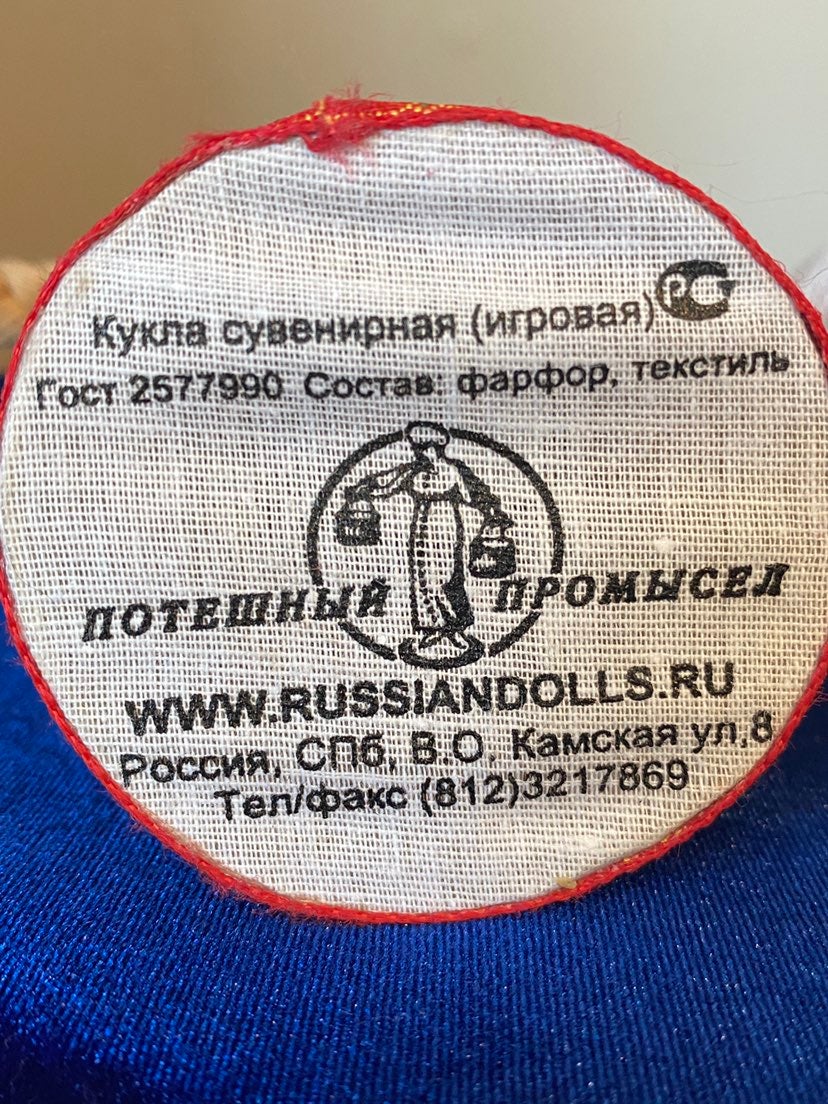 Кукла сувенирная (игровая) РСТ
Гост 2577990 Состав: фарфор, текстиль
ПОТЕШНЫЙ ПРОМЫСЕЛ
WWW.RUSSIANDOLLS.RU
Россия, СПб, В.О. Камская ул,8
Тел/факс (812)3217869